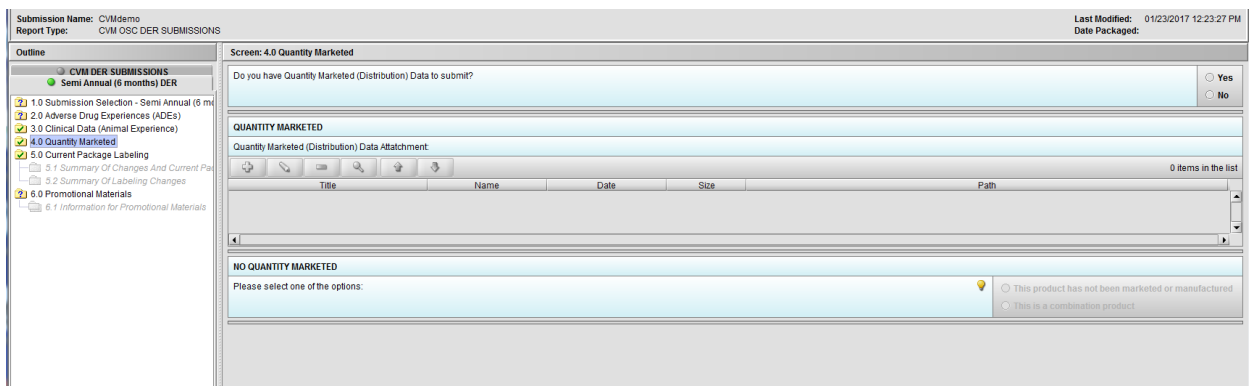 Submission Name: CVMdemo
Report Type: CVM OSC DER SUBMISSIONS
Last Modified: 01/23/2017 12:23:27 PM
Date Packaged:
Outline
CVM DER SUBMISSIONS
Semi Annual (6 months) DER
1.0 Submission Selection - Semi Annual (6 mo
2.0 Adverse Drug Experiences (ADEs)
3.0 Clinical Data (Animal Experience)
4.0 Quantity Marketed
5.0 Current Package Labeling
5.1 Summary Of Changes And Current Pa
5.2 Summary Of Labeling Changes
6.0 Promotional Materials
6.1 Information for Promotional Materials
Screen: 4.0 Quantity Marketed
Do you have Quantity Marketed (Distribution) Data to submit?
Yes
No
QUANTITY MARKETED
Quantity Marketed (Distribution) Data Attatchment:
0 items in the list
Title Name Date Size Path
NO QUANTITY MARKETED
Please select one of the options:
This product has not been marketed or manufactured
This is a combination product